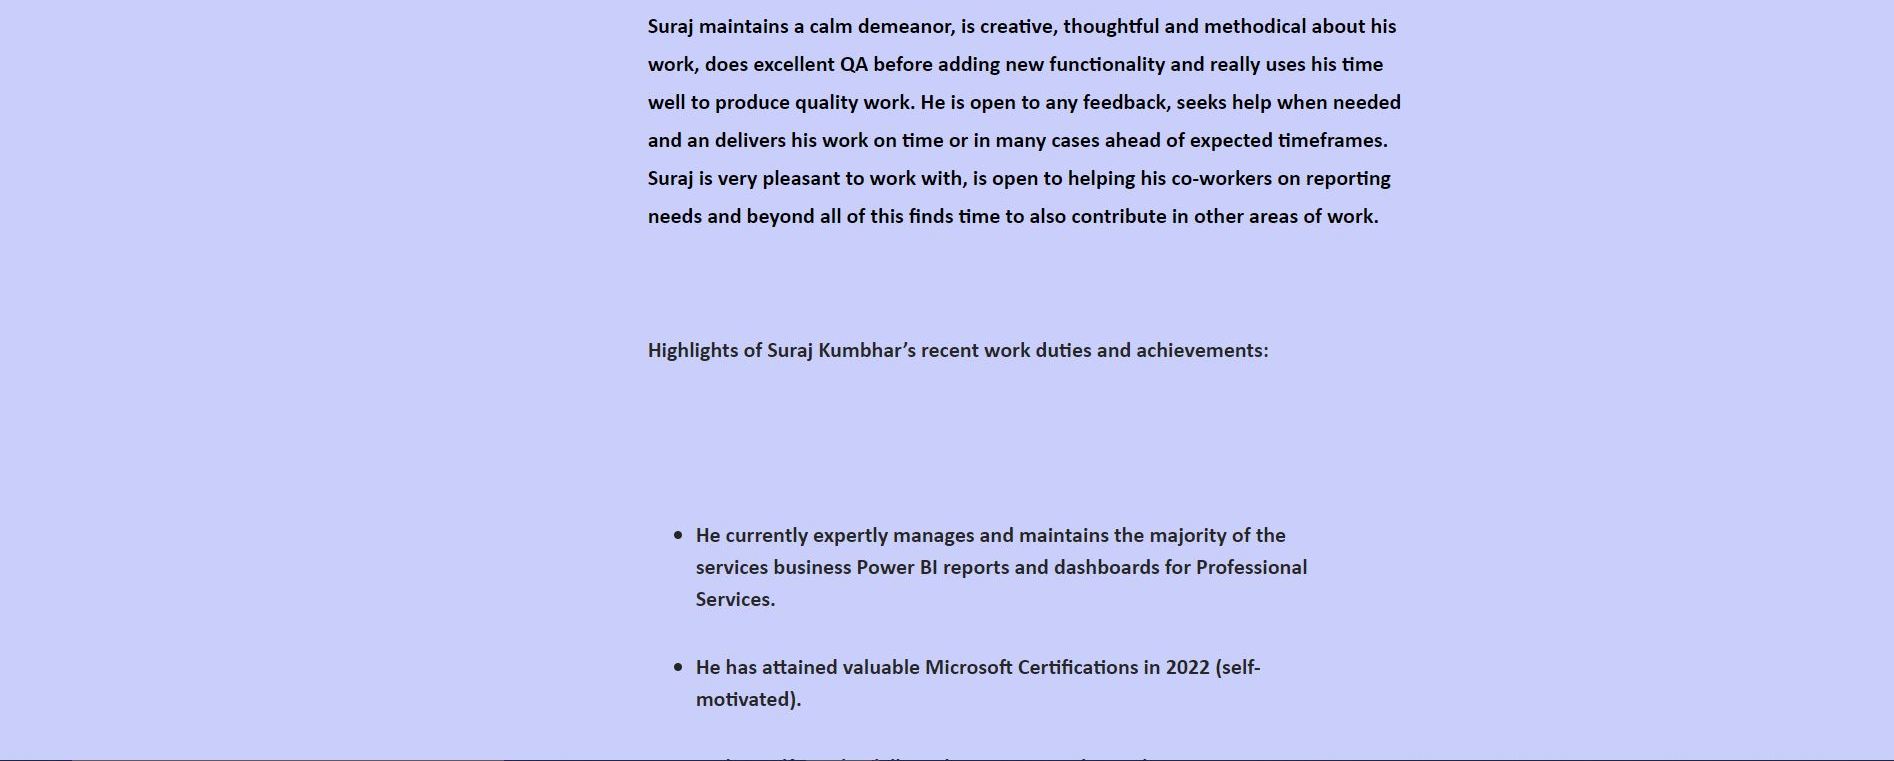 Suraj maintains a calm demeanor, is creative, thoughtful and methodical about his
work, does excellent QA before adding new functionality and really uses his time
well to produce quality work. He is open to any feedback, seeks help when needed
and an delivers his work on time or in many cases ahead of expected timeframes.
Suraj is very pleasant to work with, is open to helping his co-workers on reporting
needs and beyond all of this finds time to also contribute in other areas of work.
Highlights of Suraj Kumbhar’s recent work duties and achievements:
• He currently expertly manages and maintains the majority of the
services business Power BI reports and dashboards for Professional
Services.
• He has attained valuable Microsoft Certifications in 2022 (self-
motivated).